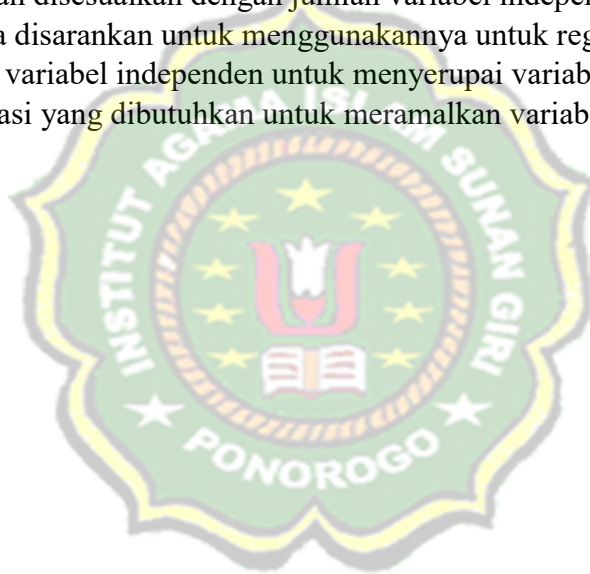 disesuaikan dengan jumlah variabel indepen
disarankan untuk menggunakannya untuk reg
variabel independen untuk menyerupai variab
asi yang dibutuhkan untuk meramalkan variab
INSTITUT AGAMA ISLAM SUNAN GIRI
PONOROGO